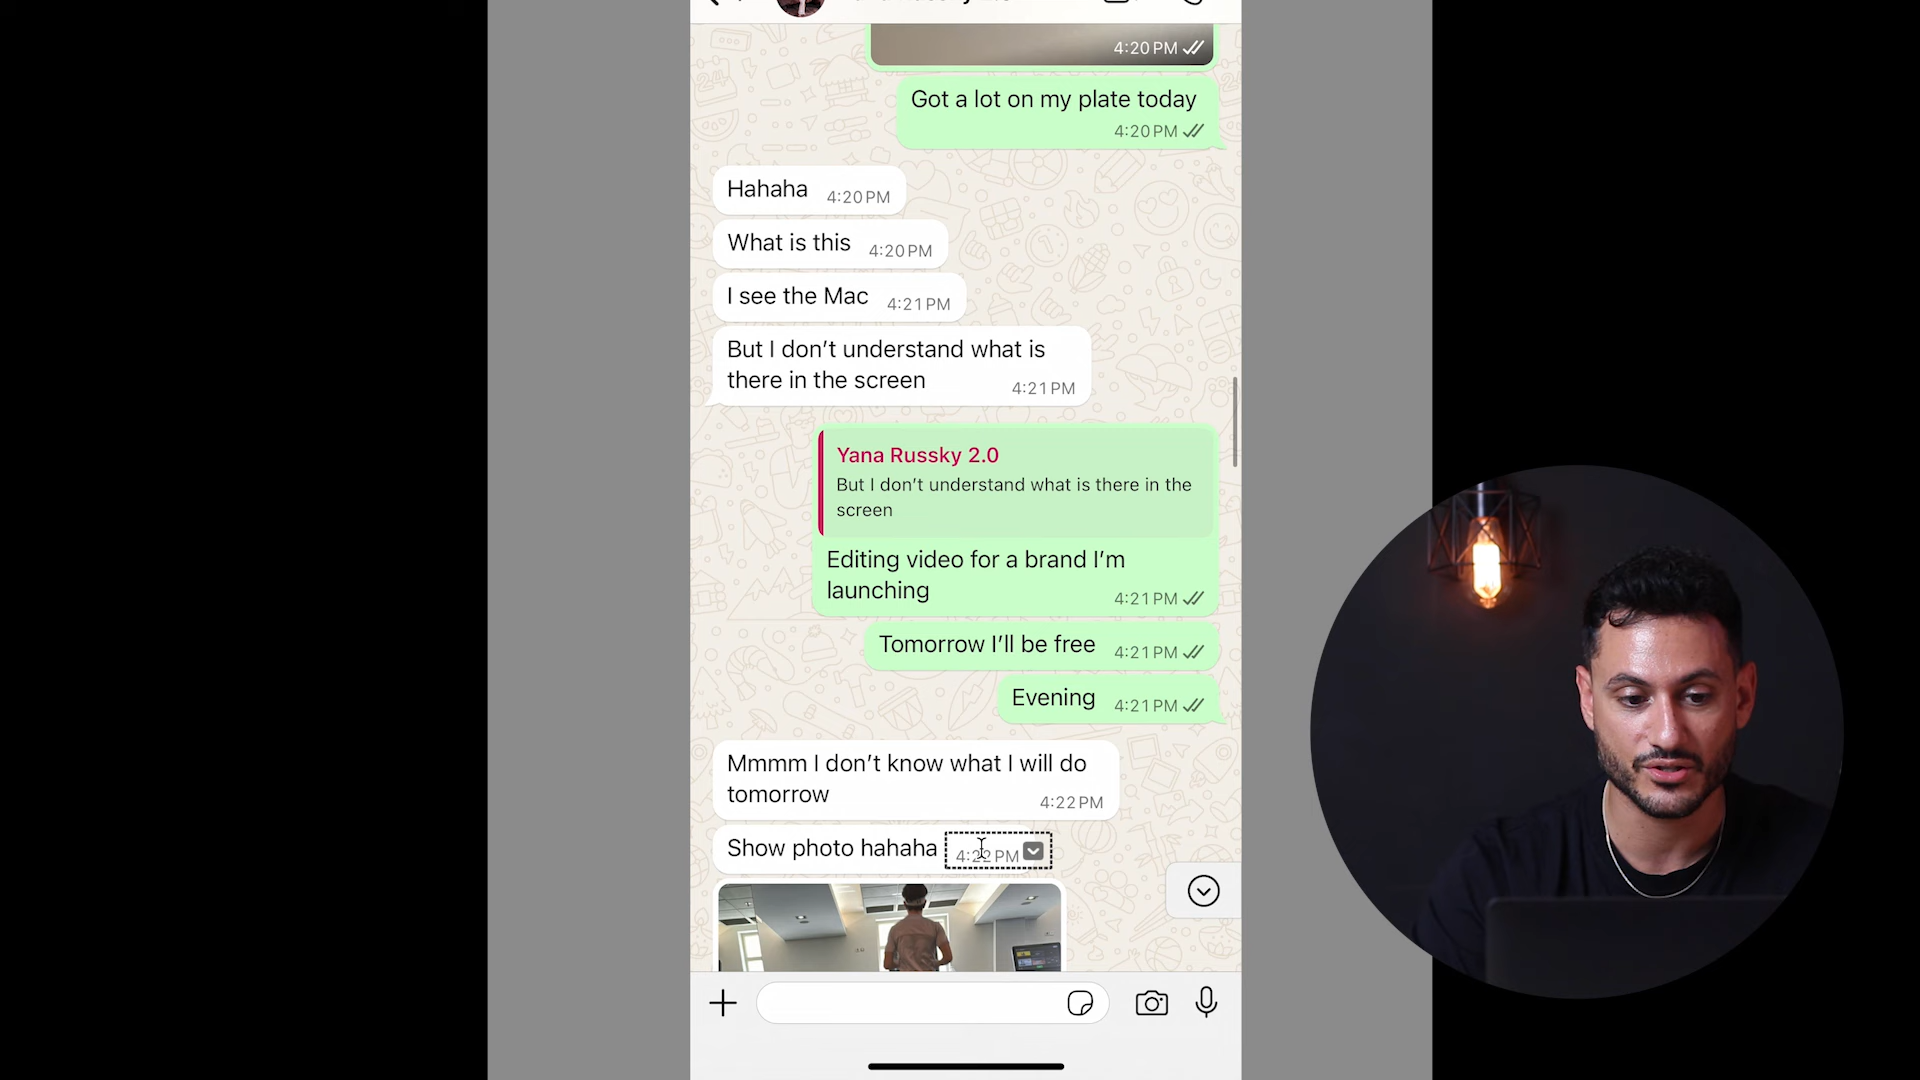 4:20 PM
Got a lot on my plate today
4:20 PM
Hahaha 4:20 PM
What is this 4:20 PM
I see the Mac 4:21 PM
But I don't understand what is
there in the screen 4:21 PM
Yana Russky 2.0
But I don't understand what is there in the
screen
Editing video for a brand I'm
launching 4:21 PM
Tomorrow I'll be free 4:21 PM
Evening 4:21 PM
Mmmm I don't know what I will do
tomorrow 4:22 PM
Show photo hahaha 4:22 PM